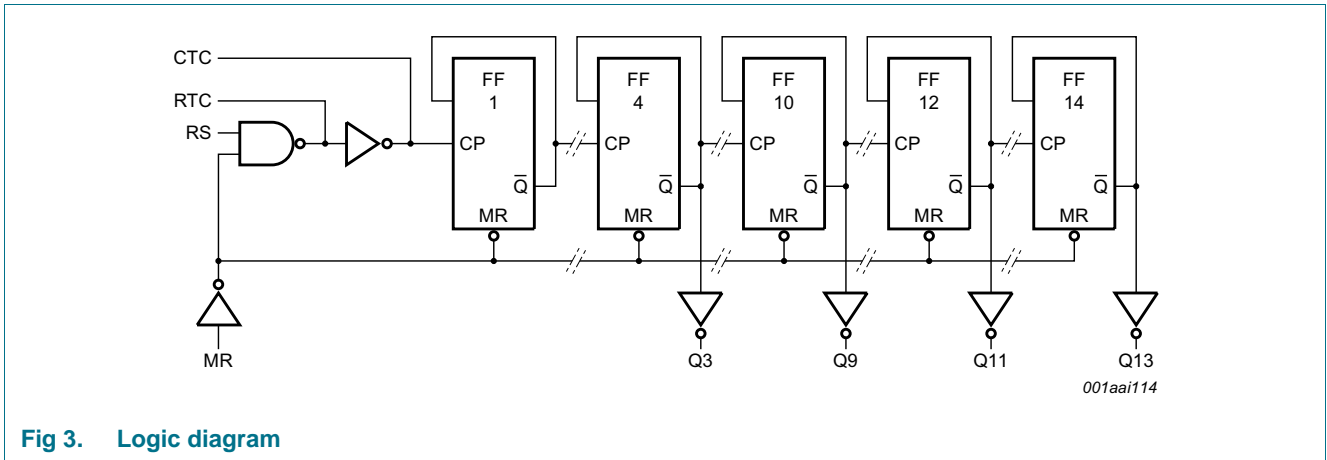 CTC
RTC
RS
MR
FF
1
CP
Q̅
MR
FF
4
CP
Q̅
MR
FF
10
CP
Q̅
MR
FF
12
CP
Q̅
MR
FF
14
CP
Q̅
MR
Q3
Q9
Q11
Q13
001aai114
Fig 3. Logic diagram